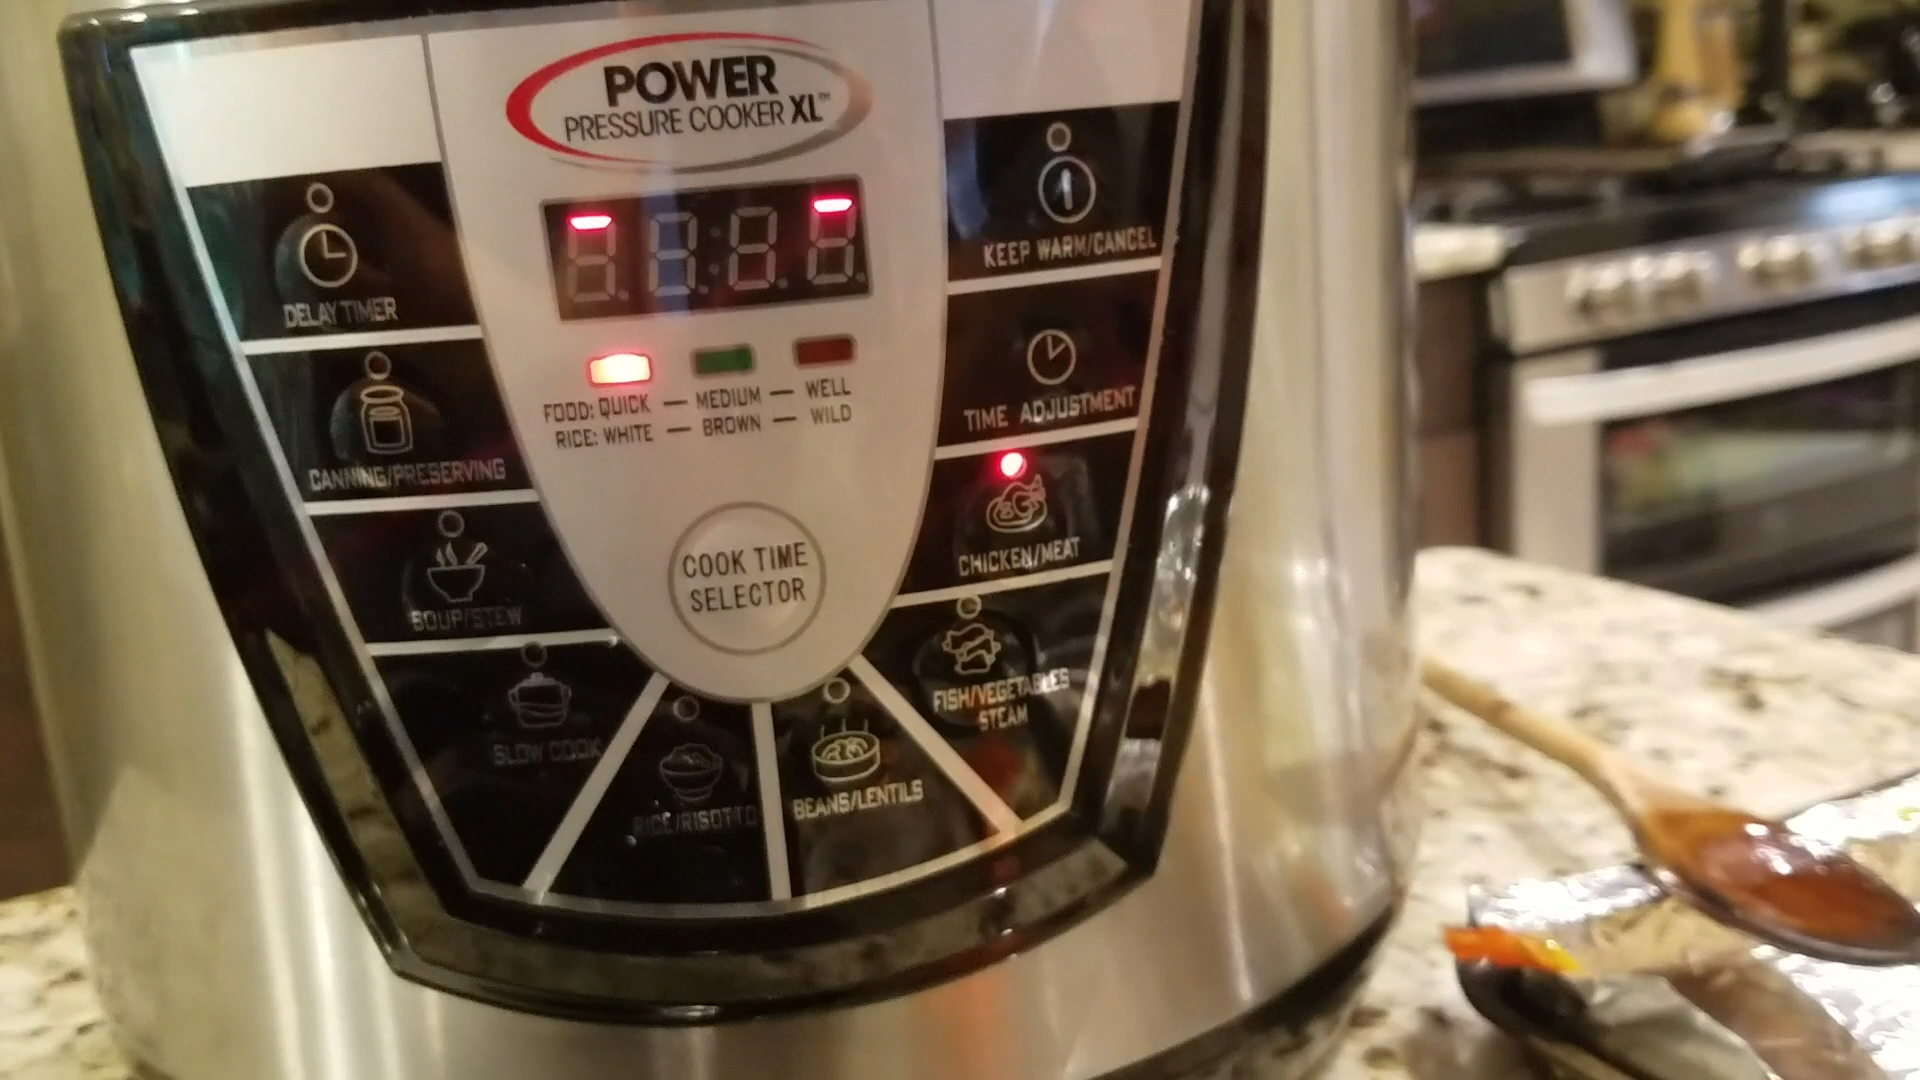 POWER
PRESSURE COOKER XL™
DELAY TIMER
KEEP WARM/CANCEL
CANNING/PRESERVING
TIME ADJUSTMENT
FOOD: QUICK — MEDIUM — WELL
RICE: WHITE — BROWN — WILD
SOUP/STEW
CHICKEN/MEAT
COOK TIME
SELECTOR
SLOW COOK
FISH/VEGETABLES
STEAM
RICE/RISOTTO
BEANS/LENTILS